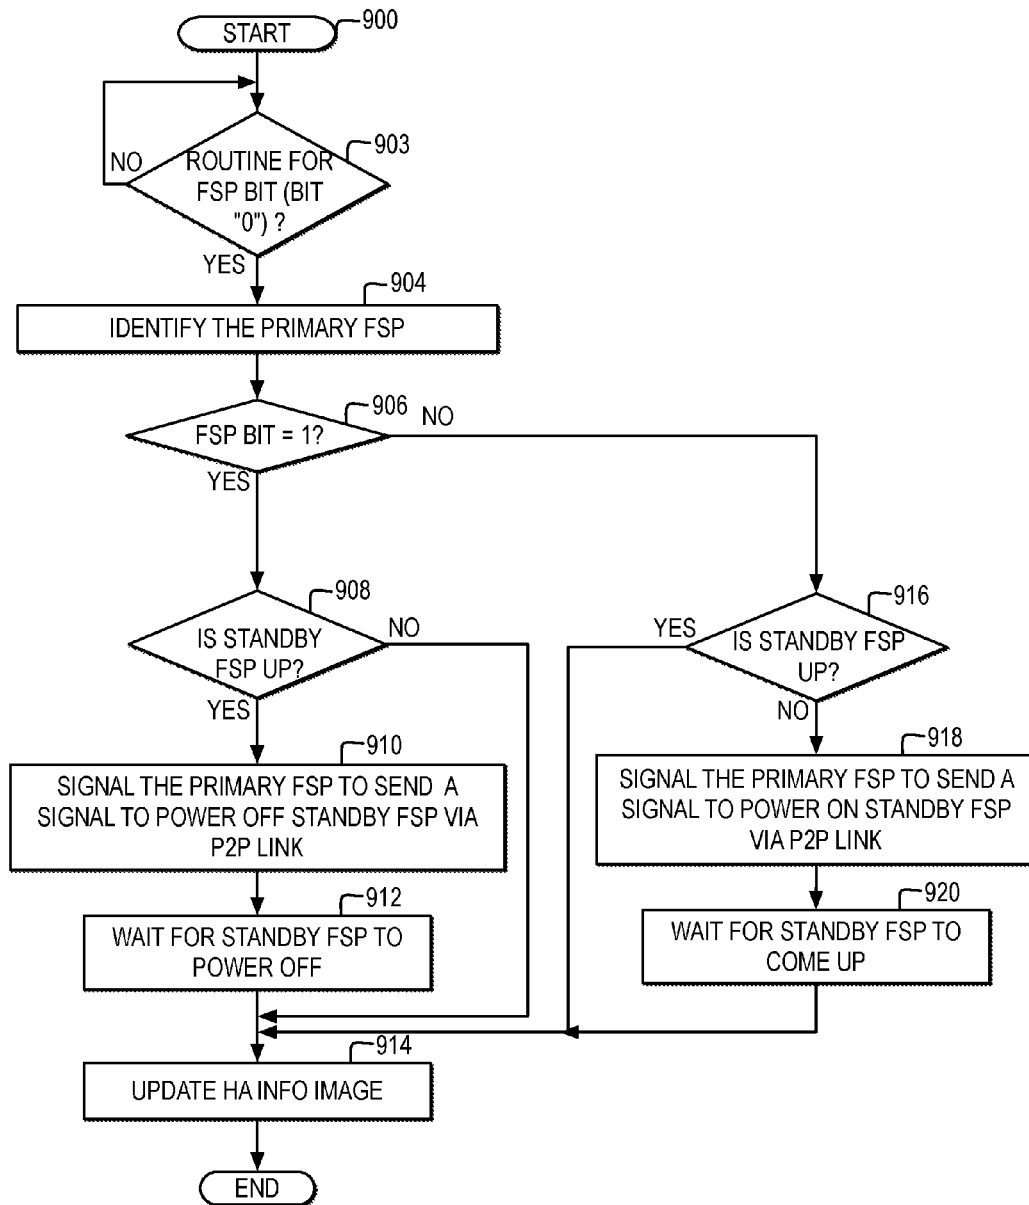 START
900
903
NO
ROUTINE FOR
FSP BIT (BIT
"0") ?
YES
904
IDENTIFY THE PRIMARY FSP
906
NO
FSP BIT = 1?
YES
908
NO
IS STANDBY
FSP UP?
YES
916
YES
IS STANDBY FSP
UP?
NO
910
SIGNAL THE PRIMARY FSP TO SEND A
SIGNAL TO POWER OFF STANDBY FSP VIA
P2P LINK
918
SIGNAL THE PRIMARY FSP TO SEND A
SIGNAL TO POWER ON STANDBY FSP
VIA P2P LINK
912
WAIT FOR STANDBY FSP TO
POWER OFF
920
WAIT FOR STANDBY FSP TO
COME UP
914
UPDATE HA INFO IMAGE
END